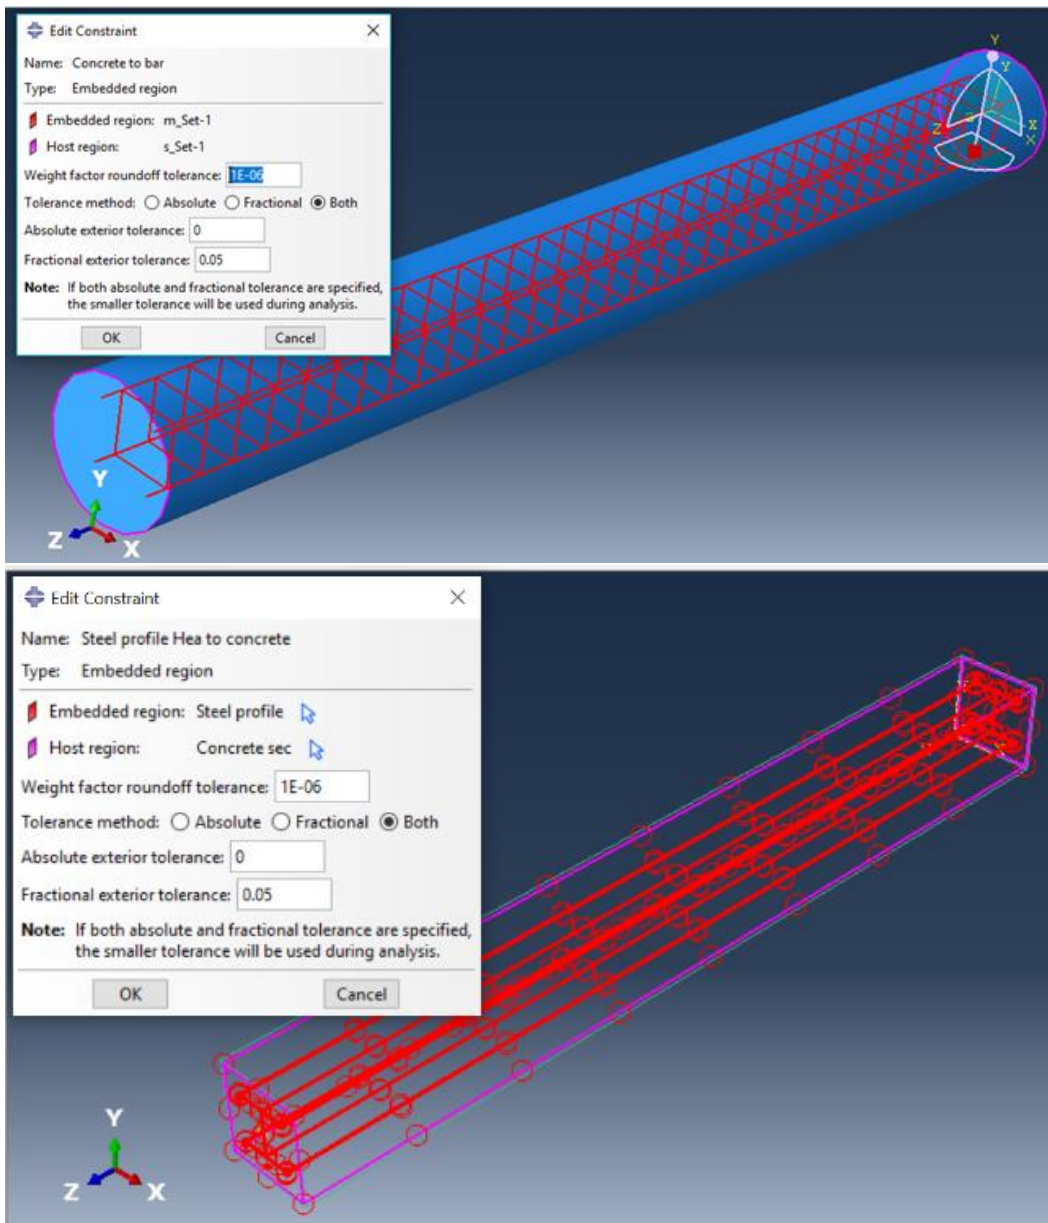 Edit Constraint
Name: Concrete to bar
Type: Embedded region
Embedded region: m_Set-1
Host region: s_Set-1
Weight factor roundoff tolerance: 1E-06
Tolerance method: Absolute Fractional Both
Absolute exterior tolerance: 0
Fractional exterior tolerance: 0.05
Note: If both absolute and fractional tolerance are specified,
the smaller tolerance will be used during analysis.
OK Cancel
Y
Y
X
Z
X
Z
Y
Z
X
Edit Constraint
Name: Steel profile Hea to concrete
Type: Embedded region
Embedded region: Steel profile
Host region: Concrete sec
Weight factor roundoff tolerance: 1E-06
Tolerance method: Absolute Fractional Both
Absolute exterior tolerance: 0
Fractional exterior tolerance: 0.05
Note: If both absolute and fractional tolerance are specified,
the smaller tolerance will be used during analysis.
OK Cancel
Y
Z
X